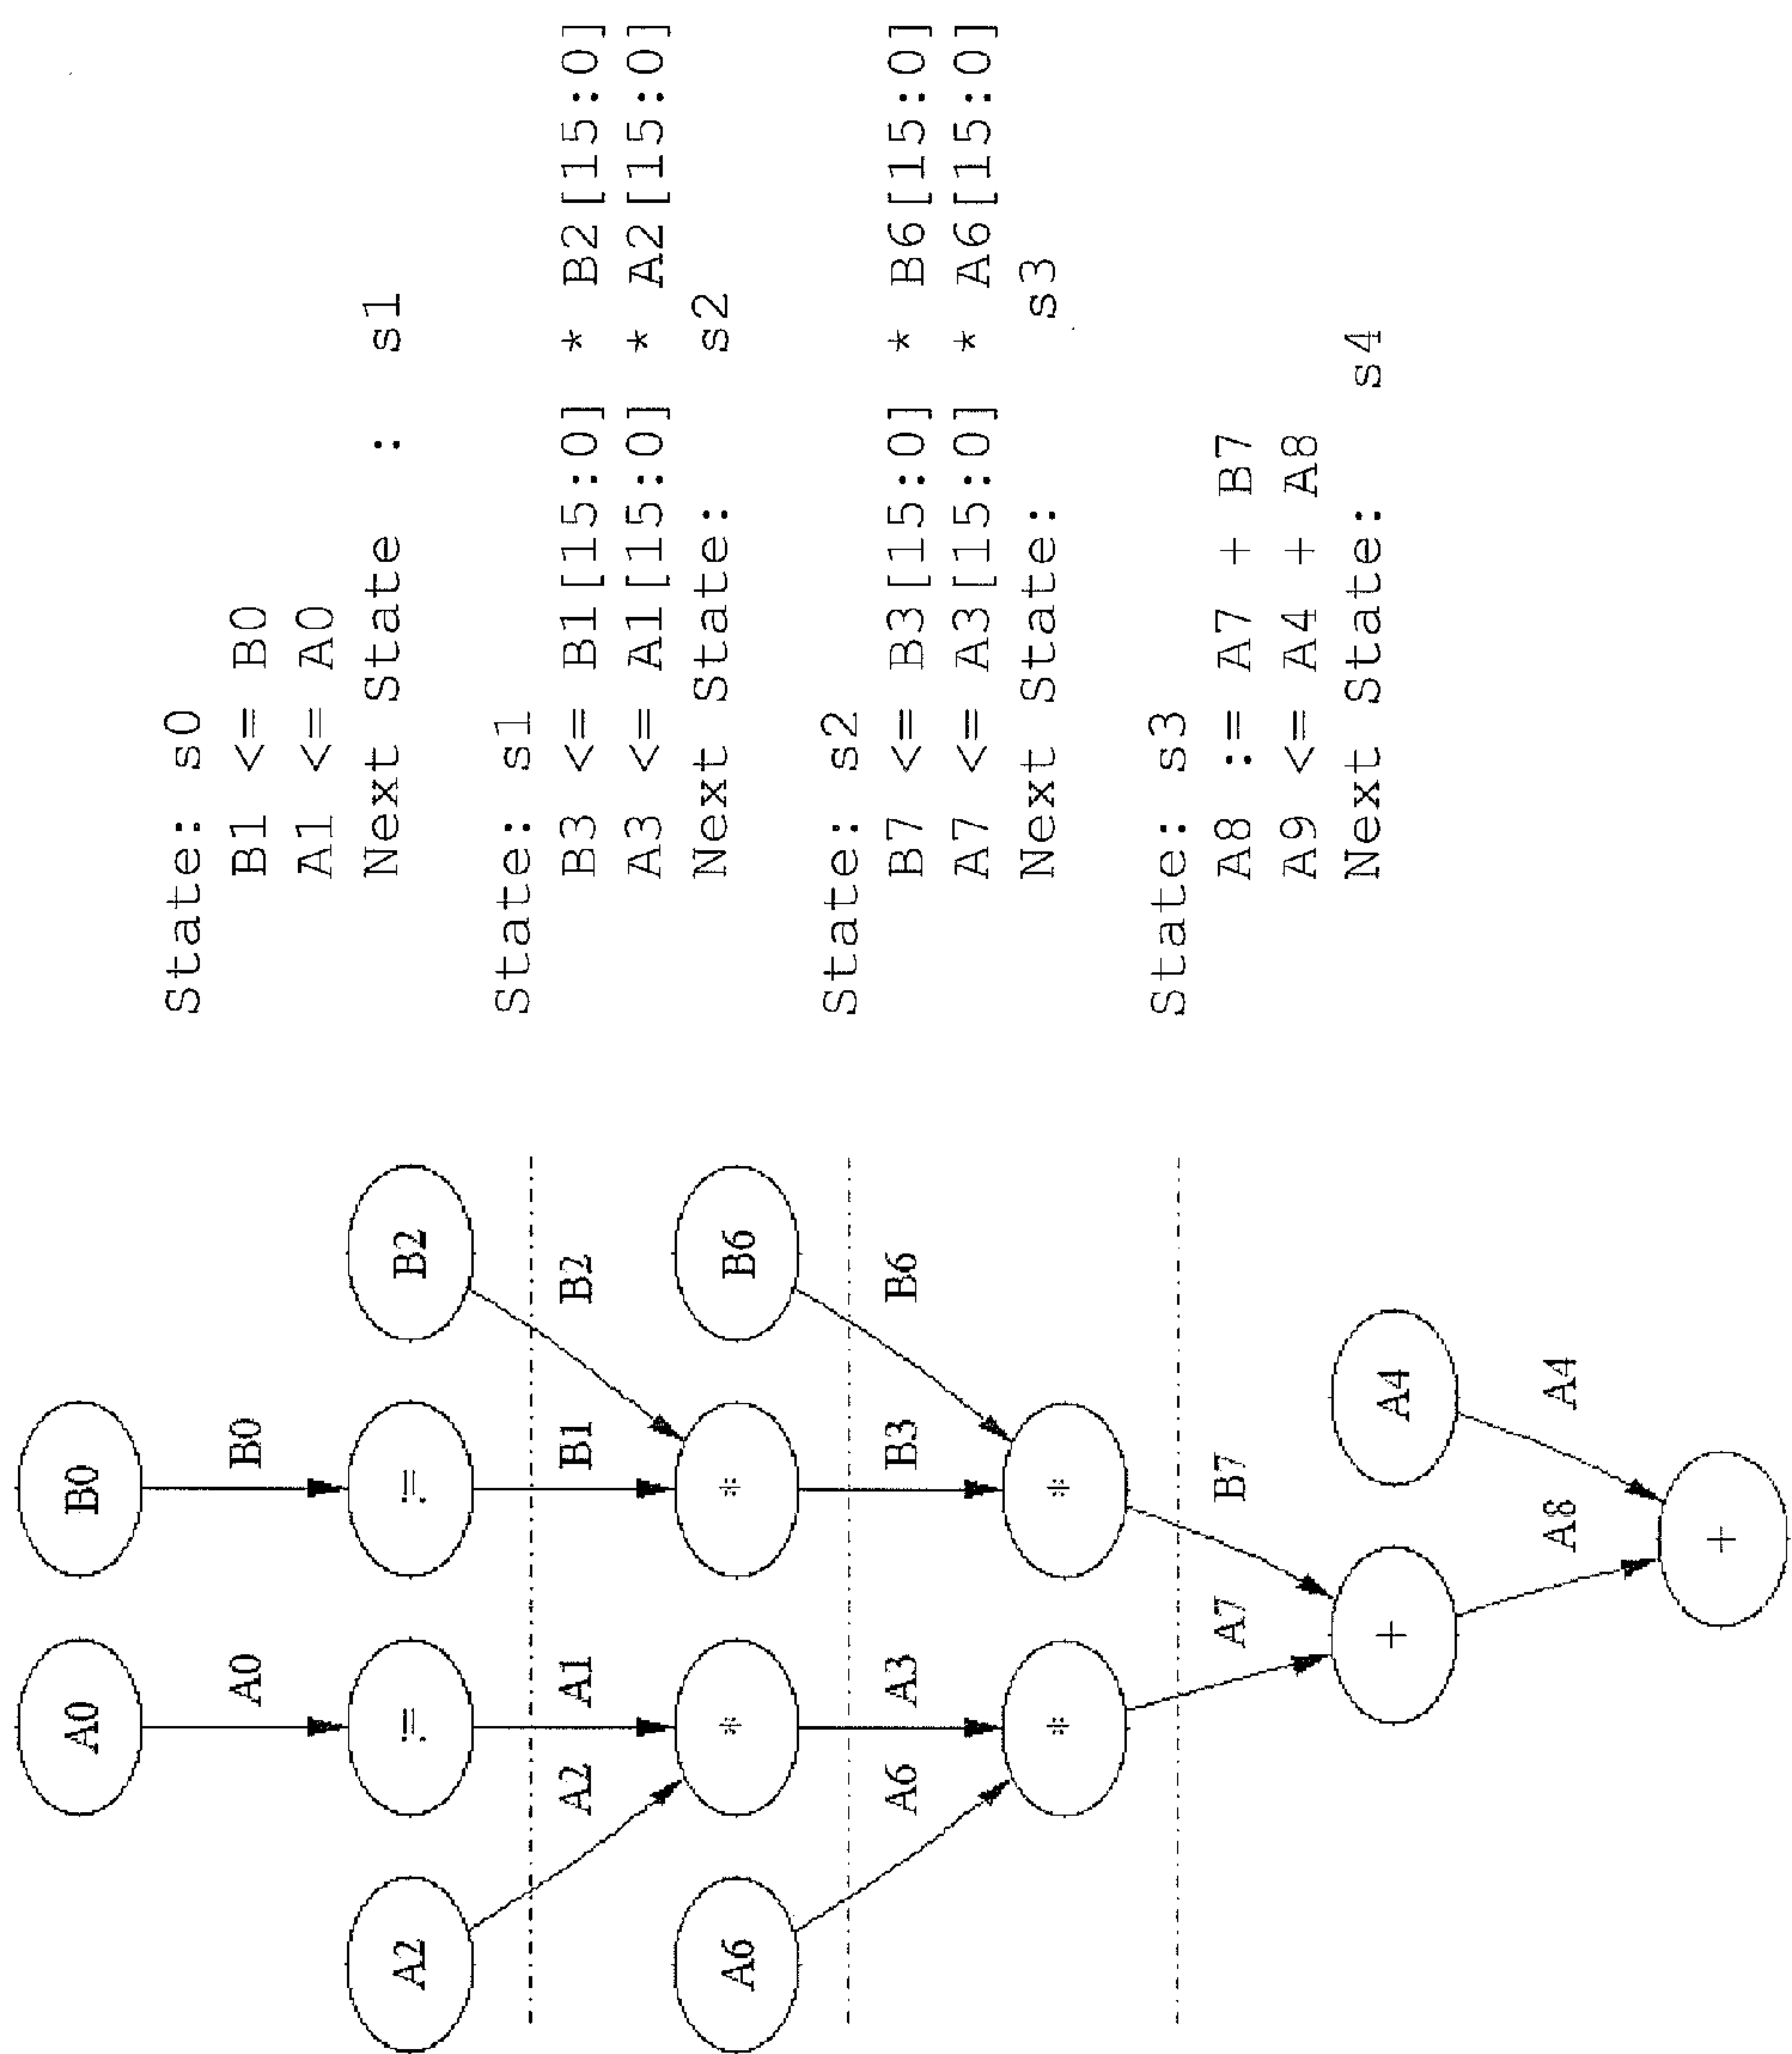 A0
B0
A0
B0
A2
:=
:=
B2
A2
A1
B1
B2
A6
*
*
B6
A6
A3
B3
B6
*
*
A7
B7
+
A4
A8
A4
+
State: s0
B1 <= B0
A1 <= A0
Next State : s1
State: s1
B3 <= B1[15:0] * B2[15:0]
A3 <= A1[15:0] * A2[15:0]
Next State: s2
State: s2
B7 <= B3[15:0] * B6[15:0]
A7 <= A3[15:0] * A6[15:0]
Next State: s3
State: s3
A8 := A7 + B7
A9 <= A4 + A8
Next State: s4